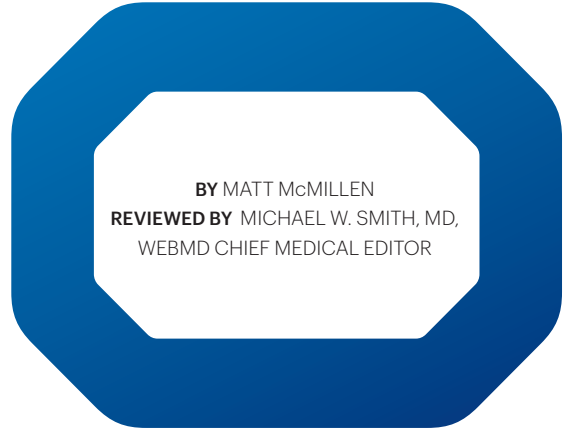 BY MATT McMILLEN
REVIEWED BY MICHAEL W. SMITH, MD,
WEBMD CHIEF MEDICAL EDITOR